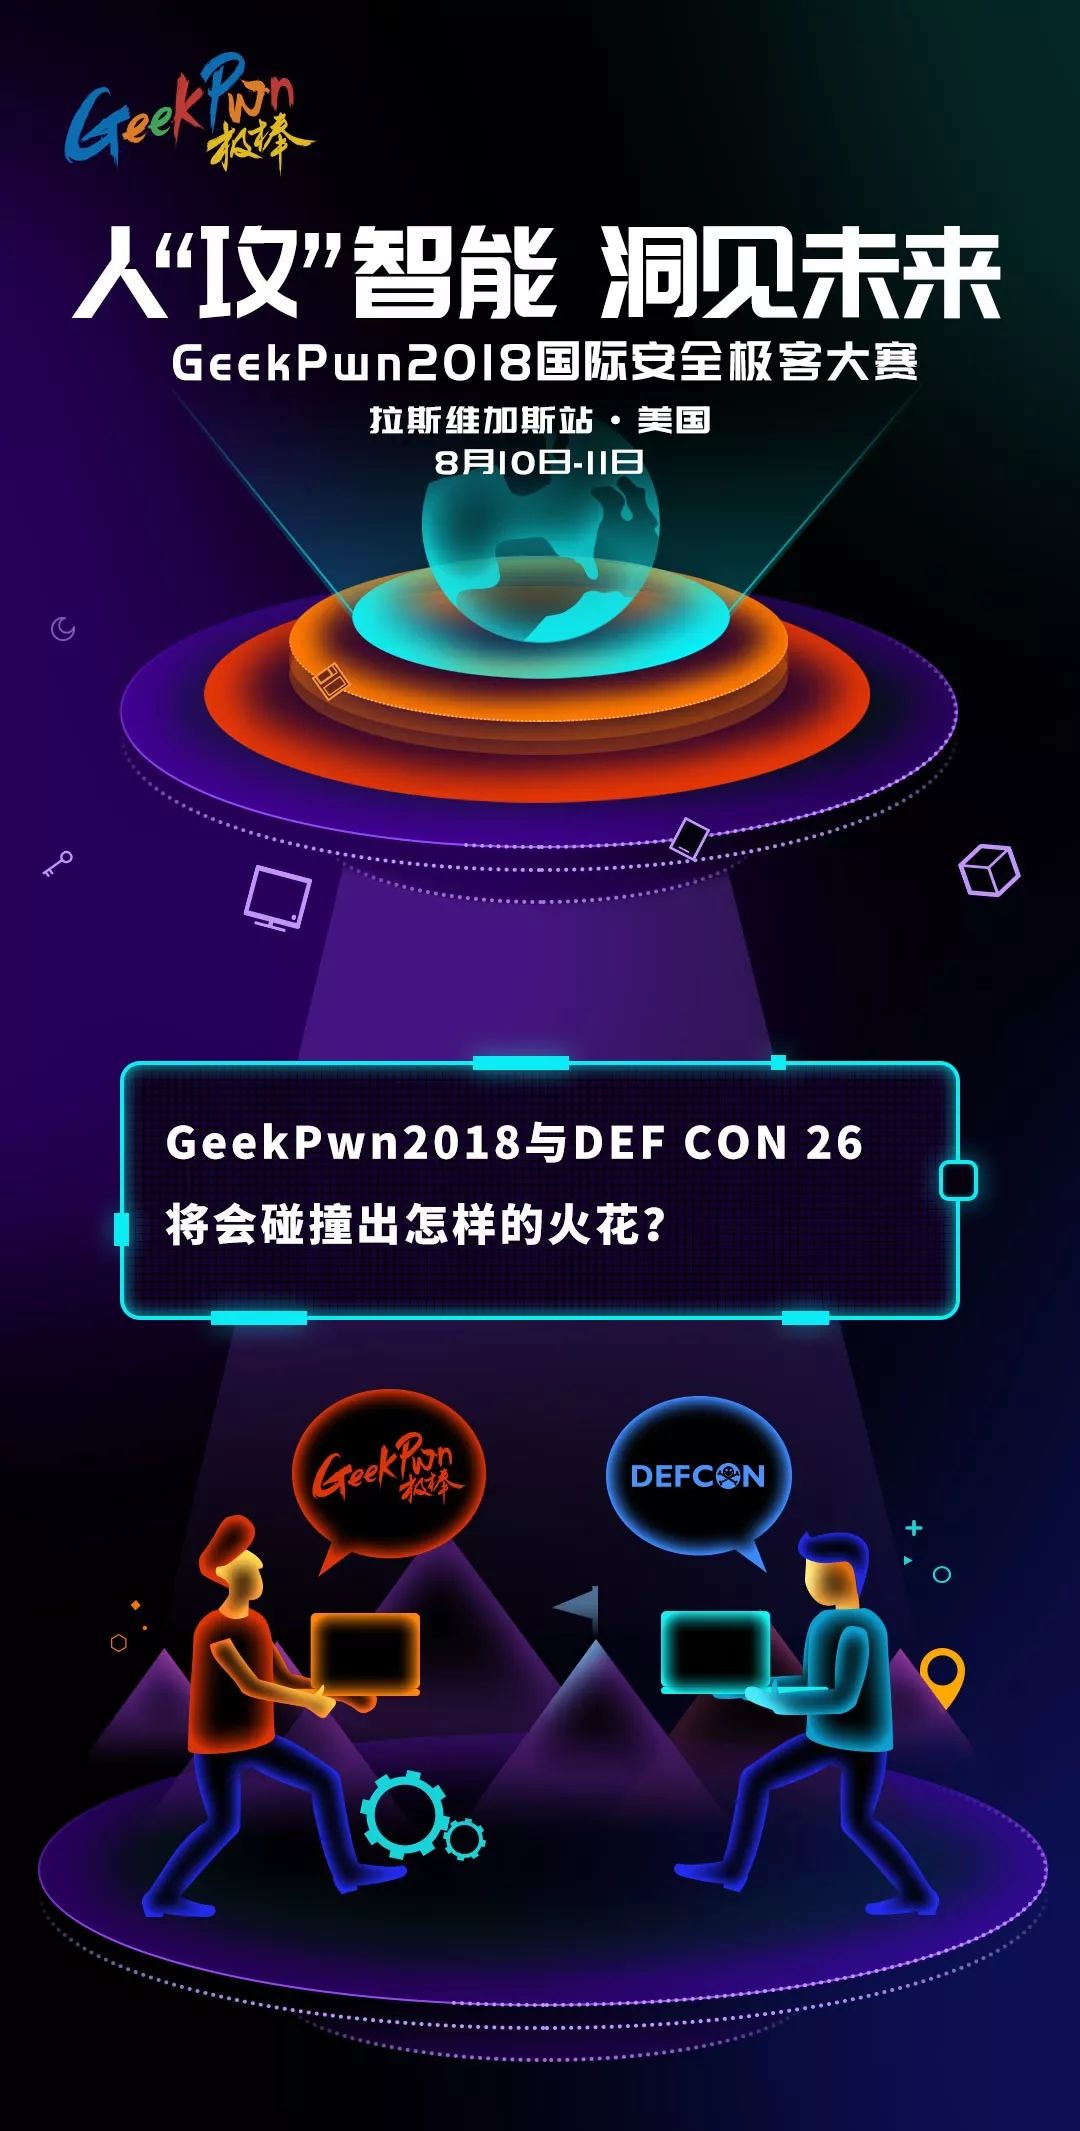 GeekPwn
极棒
人“攻”智能 洞见未来
GeekPwn2018国际安全极客大赛
拉斯维加斯站·美国
8月10日-11日
GeekPwn2018与DEF CON 26
将会碰撞出怎样的火花?
GeekPwn
极棒
DEFCON